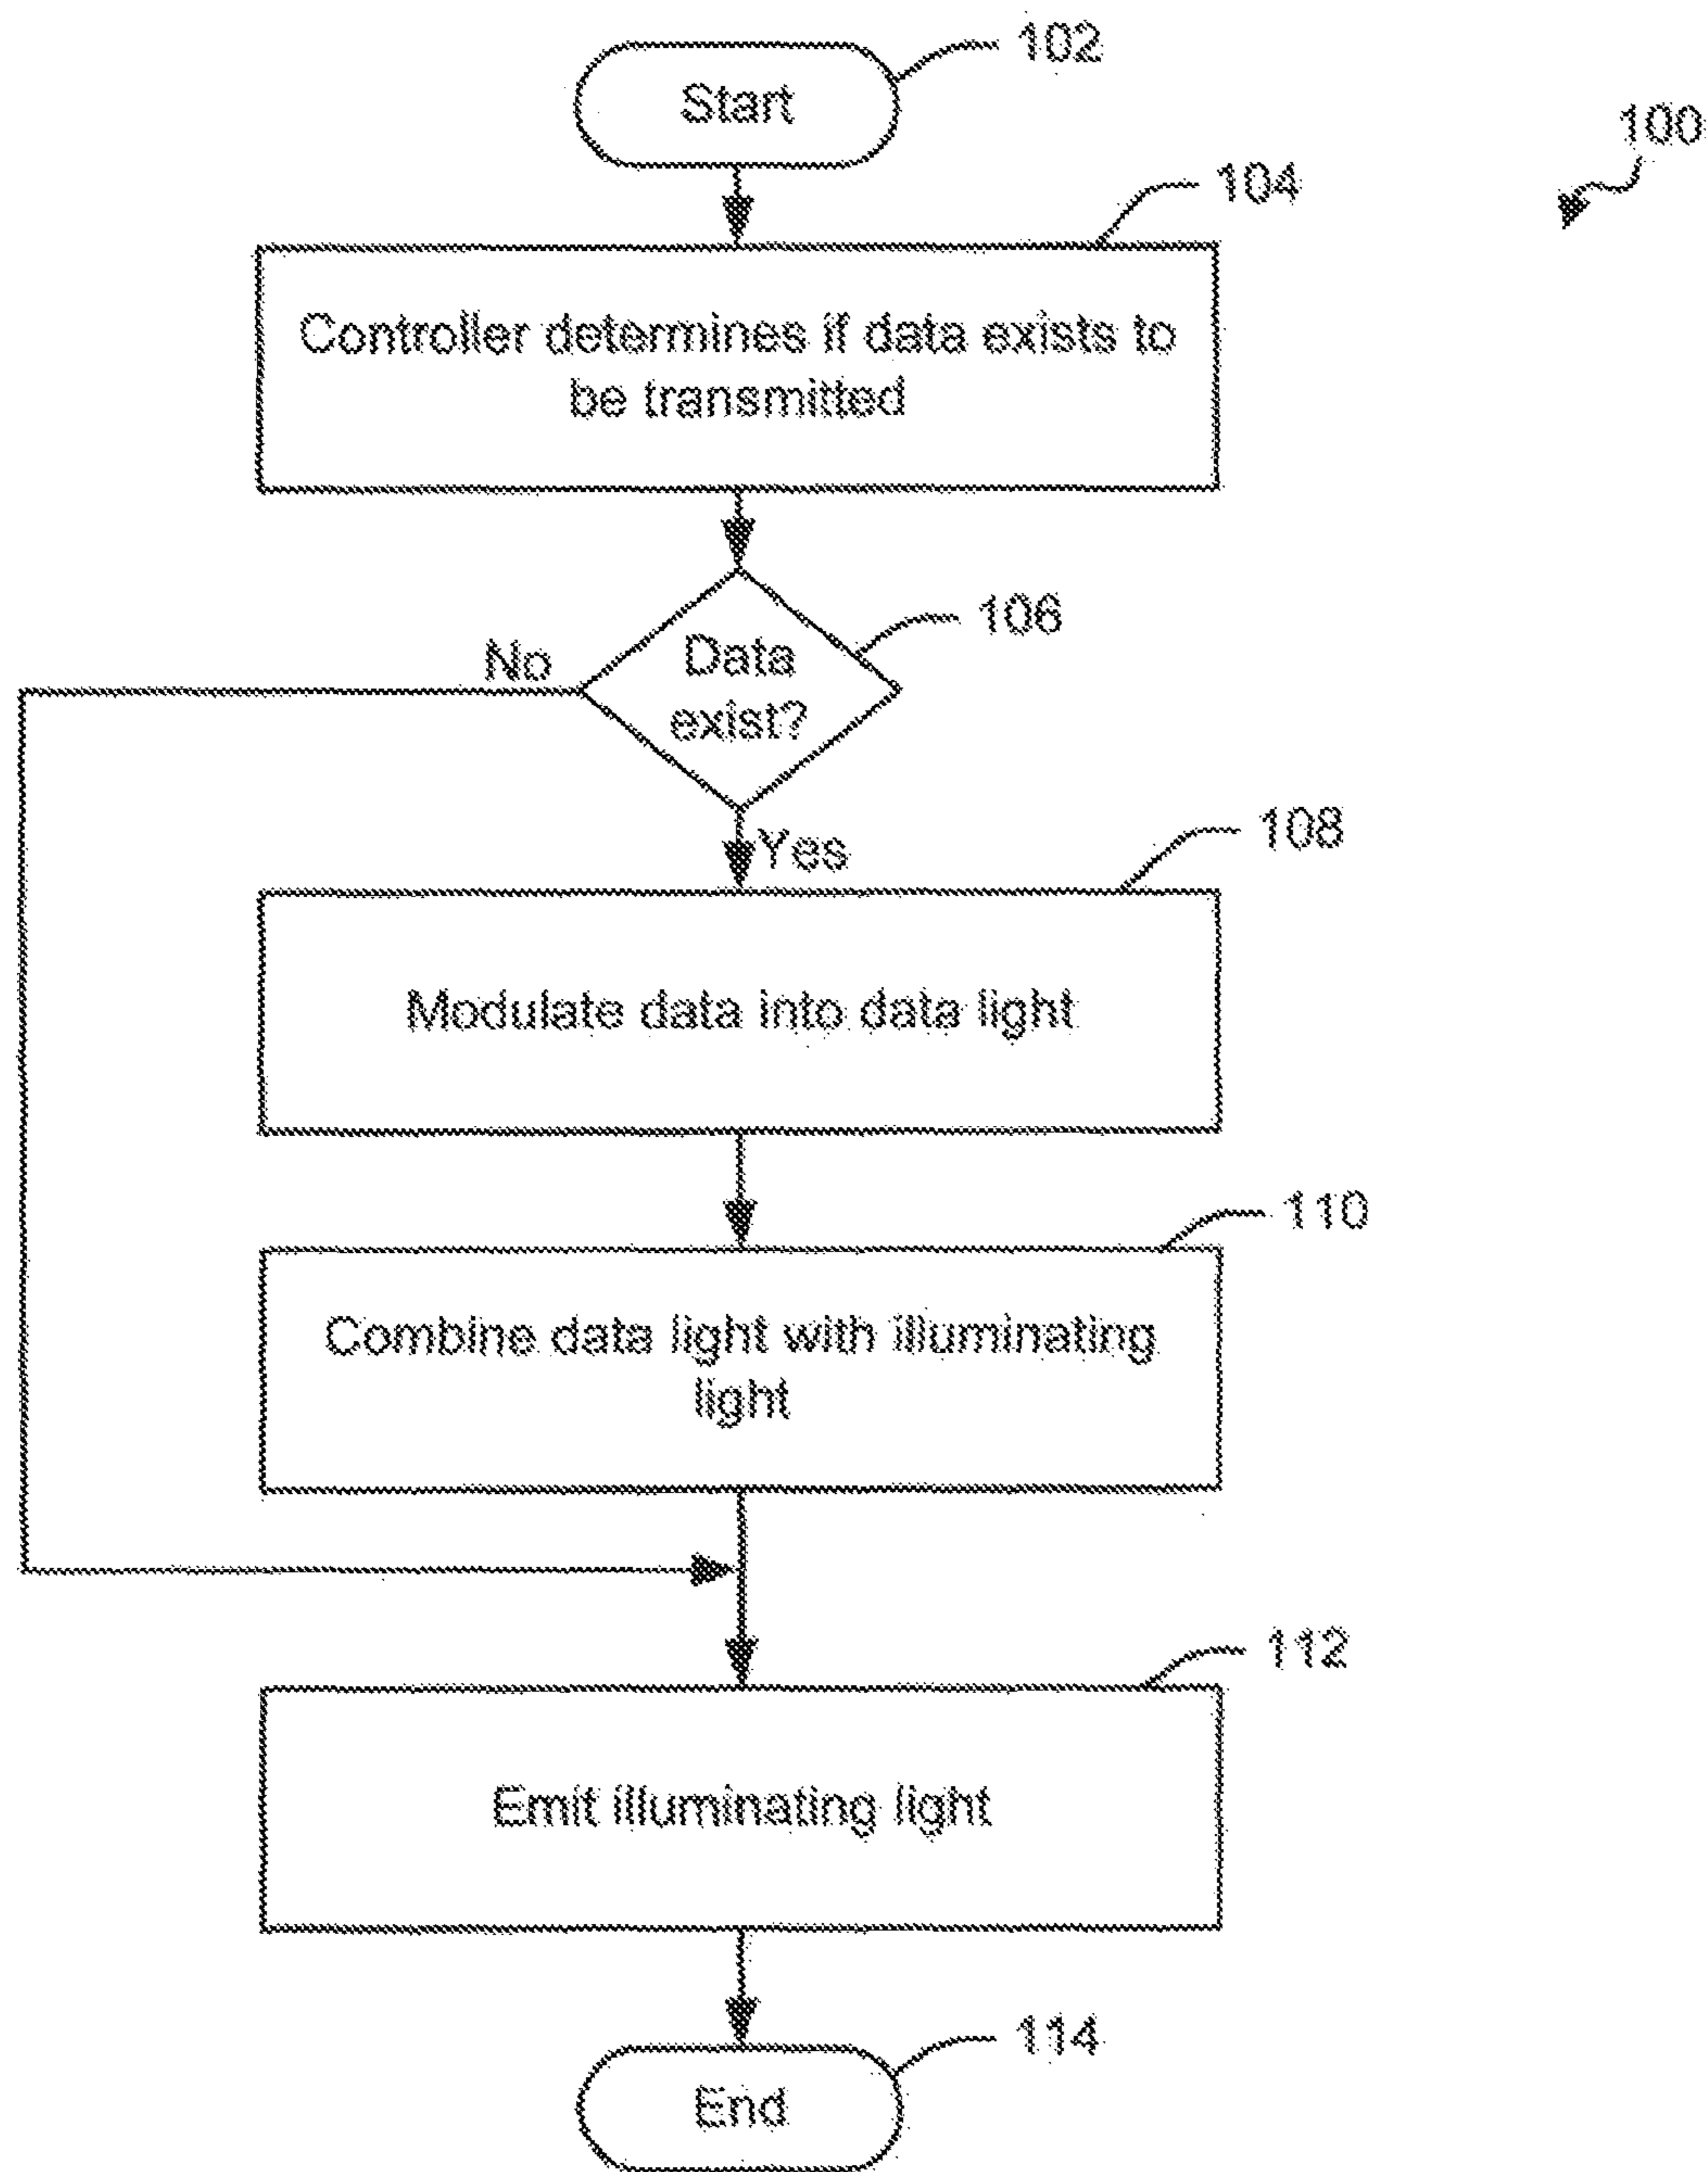 102
Start
100
104
Controller determines if data exists to
be transmitted
106
No
Data
exist?
Yes
108
Modulate data into data light
110
Combine data light with illuminating
light
112
Emit illuminating light
114
End